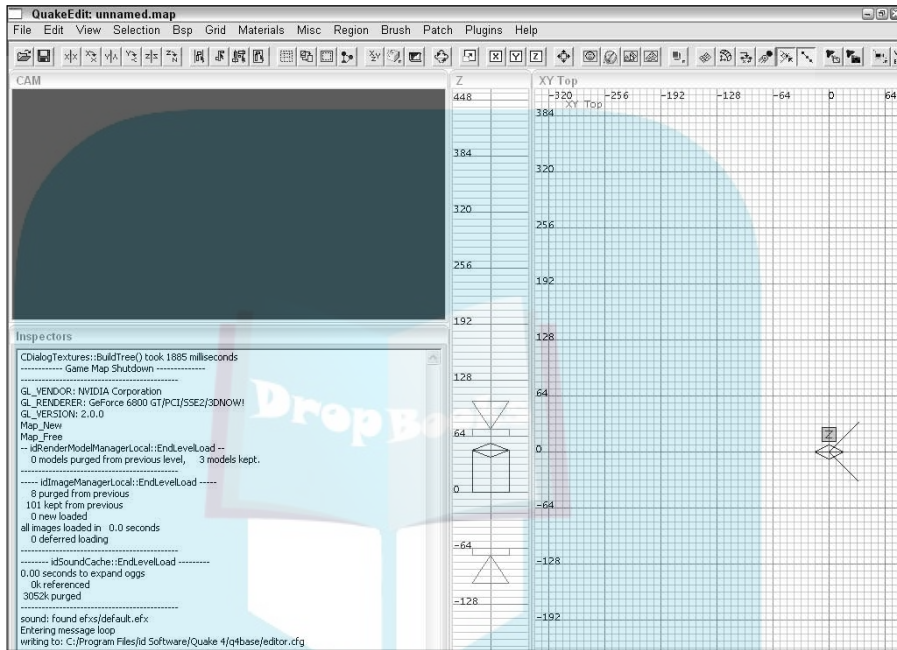 QuakeEdit: unnamed.map
File Edit View Selection Bsp Grid Materials Misc Region Brush Patch Plugins Help
CAM
Z
448
384
320
256
192
128
64
0
-64
-128
XY Top
-320 -256 -192 -128 -64 0 64
XY Top
384
320
256
192
128
64
0
-64
-128
-192
Z
Inspectors
CDialogTextures::BuildTree() took 1885 milliseconds
------------ Game Map Shutdown --------------
--------------------------------------------
GL_VENDOR: NVIDIA Corporation
GL_RENDERER: GeForce 6800 GT/PCI/SSE2/3DNOW!
GL_VERSION: 2.0.0
Map_New
Map_Free
-- idRenderModelManagerLocal::EndLevelLoad --
0 models purged from previous level, 3 models kept.
--------------------------------------------
----- idImageManagerLocal::EndLevelLoad -----
8 purged from previous
101 kept from previous
0 new loaded
all images loaded in 0.0 seconds
0 deferred loading
--------------------------------------------
-------- idSoundCache::EndLevelLoad ---------
0.00 seconds to expand oggs
0k referenced
3052k purged
--------------------------------------------
sound: found efxs/default.efx
Entering message loop
writing to: C:/Program Files/id Software/Quake 4/q4base/editor.cfg